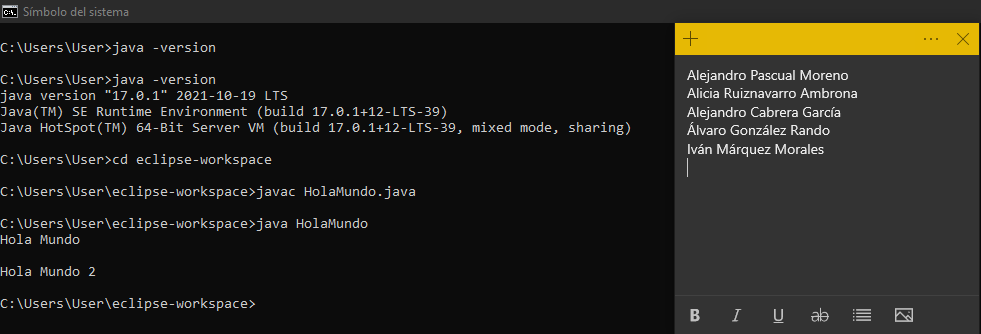 Símbolo del sistema
C:\Users\User>java -version
C:\Users\User>java -version
java version "17.0.1" 2021-10-19 LTS
Java(TM) SE Runtime Environment (build 17.0.1+12-LTS-39)
Java HotSpot(TM) 64-Bit Server VM (build 17.0.1+12-LTS-39, mixed mode, sharing)
C:\Users\User>cd eclipse-workspace
C:\Users\User\eclipse-workspace>javac HolaMundo.java
C:\Users\User\eclipse-workspace>java HolaMundo
Hola Mundo
Hola Mundo 2
C:\Users\User\eclipse-workspace>
Alejandro Pascual Moreno
Alicia Ruiznavarro Ambrona
Alejandro Cabrera García
Álvaro González Rando
Iván Márquez Morales
B I U ab